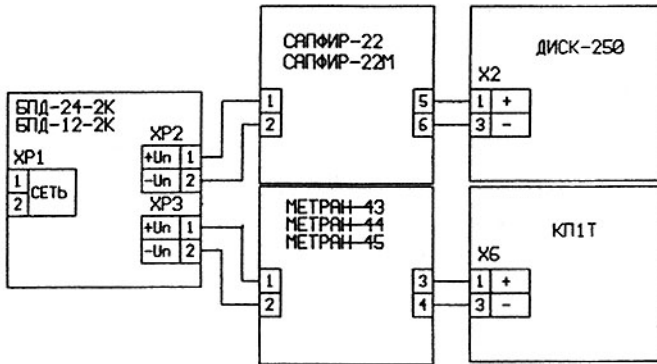 БПД-24-2К
БПД-12-2К
ХР1
1
2
СЕТЬ
ХР2
+Uп 1
-Uп 2
ХР3
+Uп 1
-Uп 2
САПФИР-22
САПФИР-22М
1
2
5
6
МЕТРАН-43
МЕТРАН-44
МЕТРАН-45
1
2
3
4
ДИСК-250
Х2
1 +
3 -
КП1Т
Х6
1 +
3 -